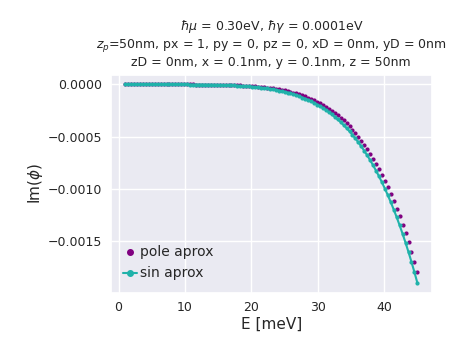 ℏμ = 0.30eV, ℏγ = 0.0001eV
z_p=50nm, px = 1, py = 0, pz = 0, xD = 0nm, yD = 0nm
zD = 0nm, x = 0.1nm, y = 0.1nm, z = 50nm
0.0000
−0.0005
−0.0010
−0.0015
Im(ϕ)
pole aprox
sin aprox
0 10 20 30 40
E [meV]